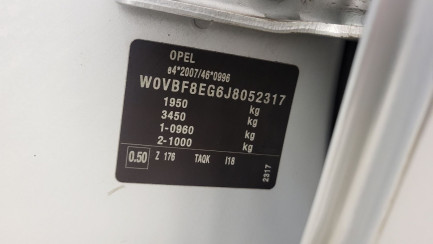 OPEL
e4*2007/46*0996
W0VBF8EG6J8052317
1950 kg
3450 kg
1-0960 kg
2-1000 kg
0.50 Z 176 TAQK I18
2317